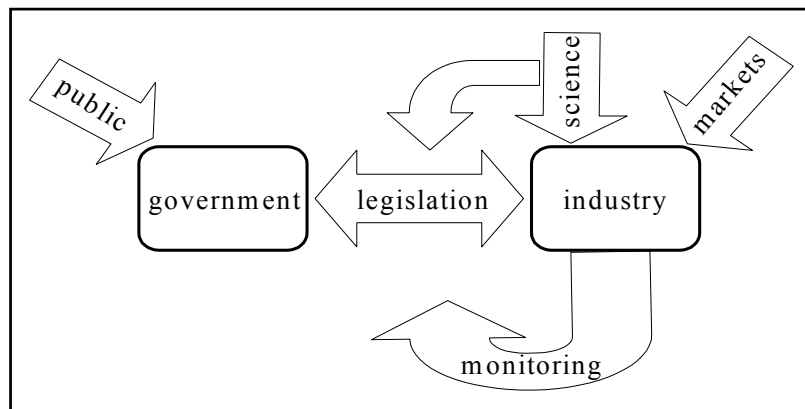 public
science
markets
government
legislation
industry
monitoring